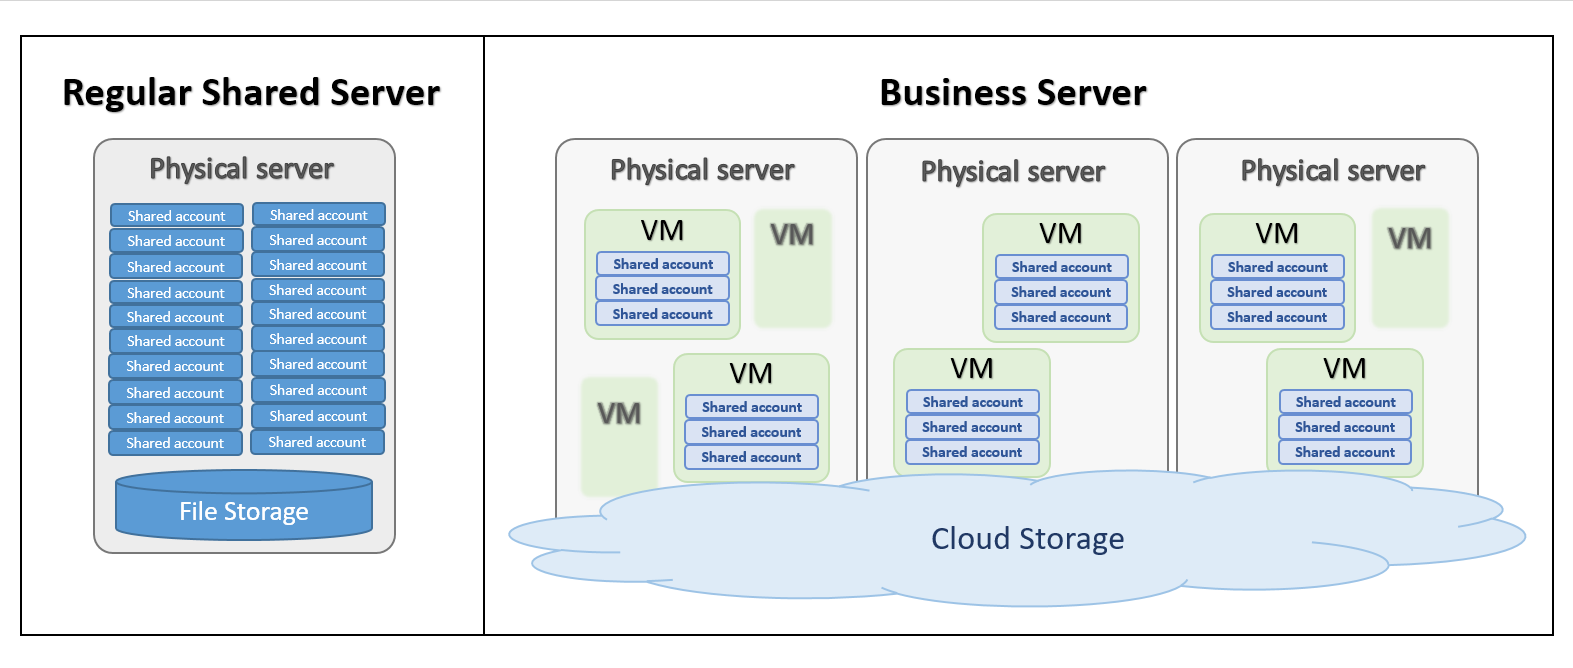 Regular Shared Server
Physical server
Shared account Shared account
Shared account Shared account
Shared account Shared account
Shared account Shared account
Shared account Shared account
Shared account Shared account
Shared account Shared account
Shared account Shared account
Shared account Shared account
Shared account Shared account
File Storage
Business Server
Physical server
VM
Shared account
Shared account
Shared account
VM
VM
VM
Shared account
Shared account
Shared account
Physical server
VM
Shared account
Shared account
Shared account
VM
Shared account
Shared account
Shared account
Physical server
VM
Shared account
Shared account
Shared account
VM
VM
Shared account
Shared account
Shared account
Cloud Storage